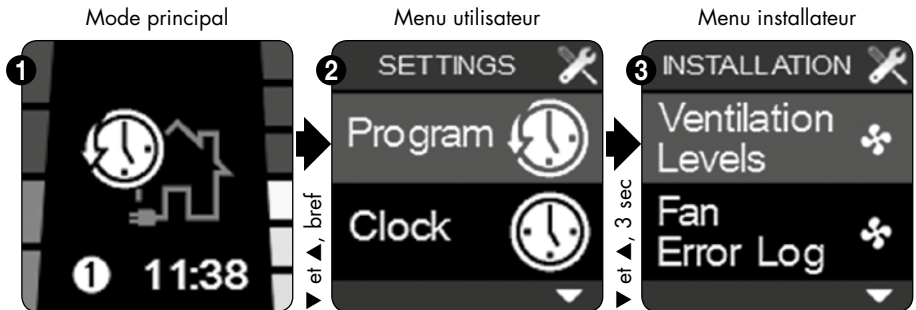 Mode principal
Menu utilisateur
Menu installateur
1
2
SETTINGS
3
INSTALLATION
Program
Ventilation
Levels
Clock
Fan
Error Log
1
11:38
▼ et ▲, bref
▼ et ▲, 3 sec